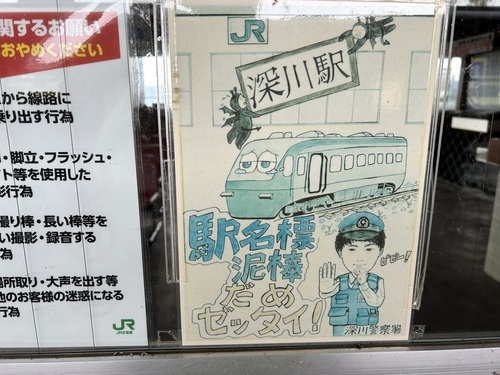 関するお願い
おやめください
から線路に
乗り出す行為
・脚立・フラッシュ・
ト等を使用した
影行為
撮り棒・長い棒等を
い撮影・録音する
為
場所取り・大声を出す等
他のお客様の迷惑になる
行為
JR
JR
深川駅
駅名標
泥棒
だめ
ゼッタイ!
ピピー!
深川警察署